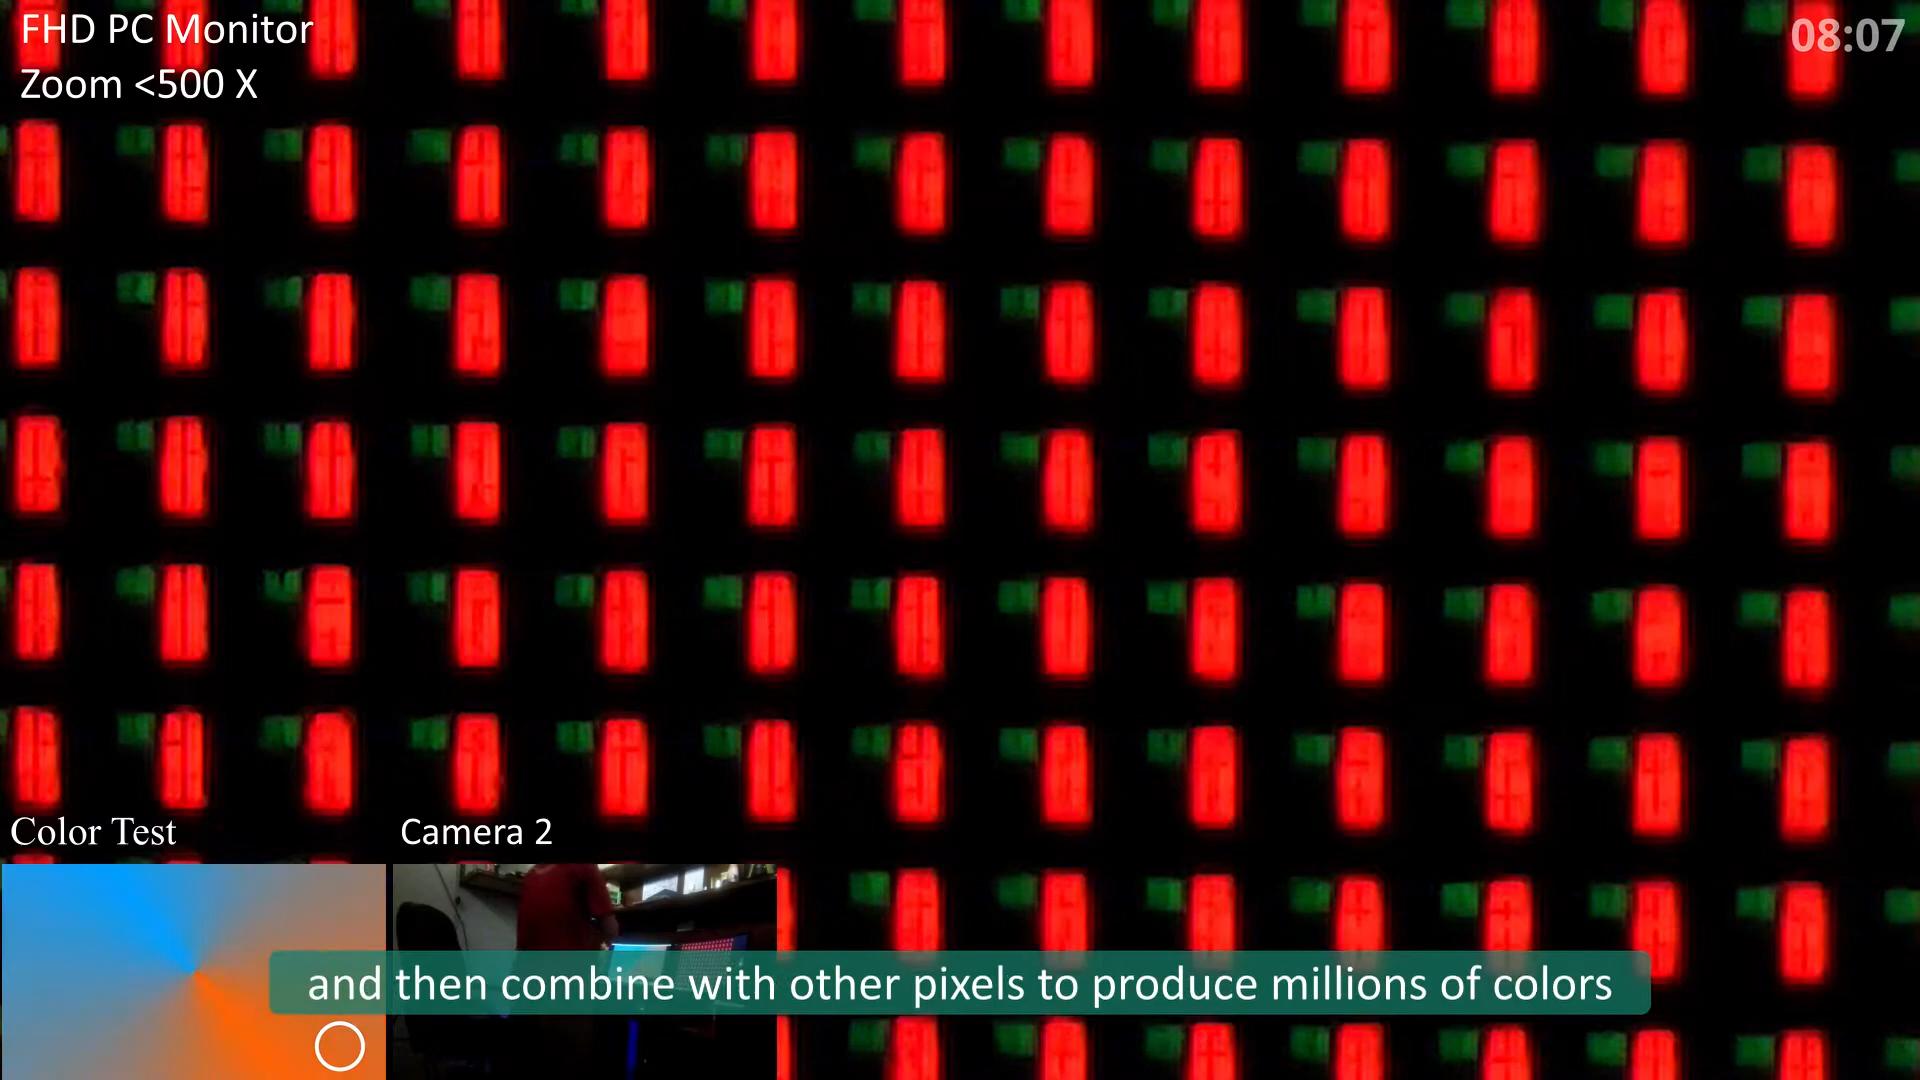 FHD PC Monitor
08:07
Zoom <500 X
Color Test
Camera 2
and then combine with other pixels to produce millions of colors